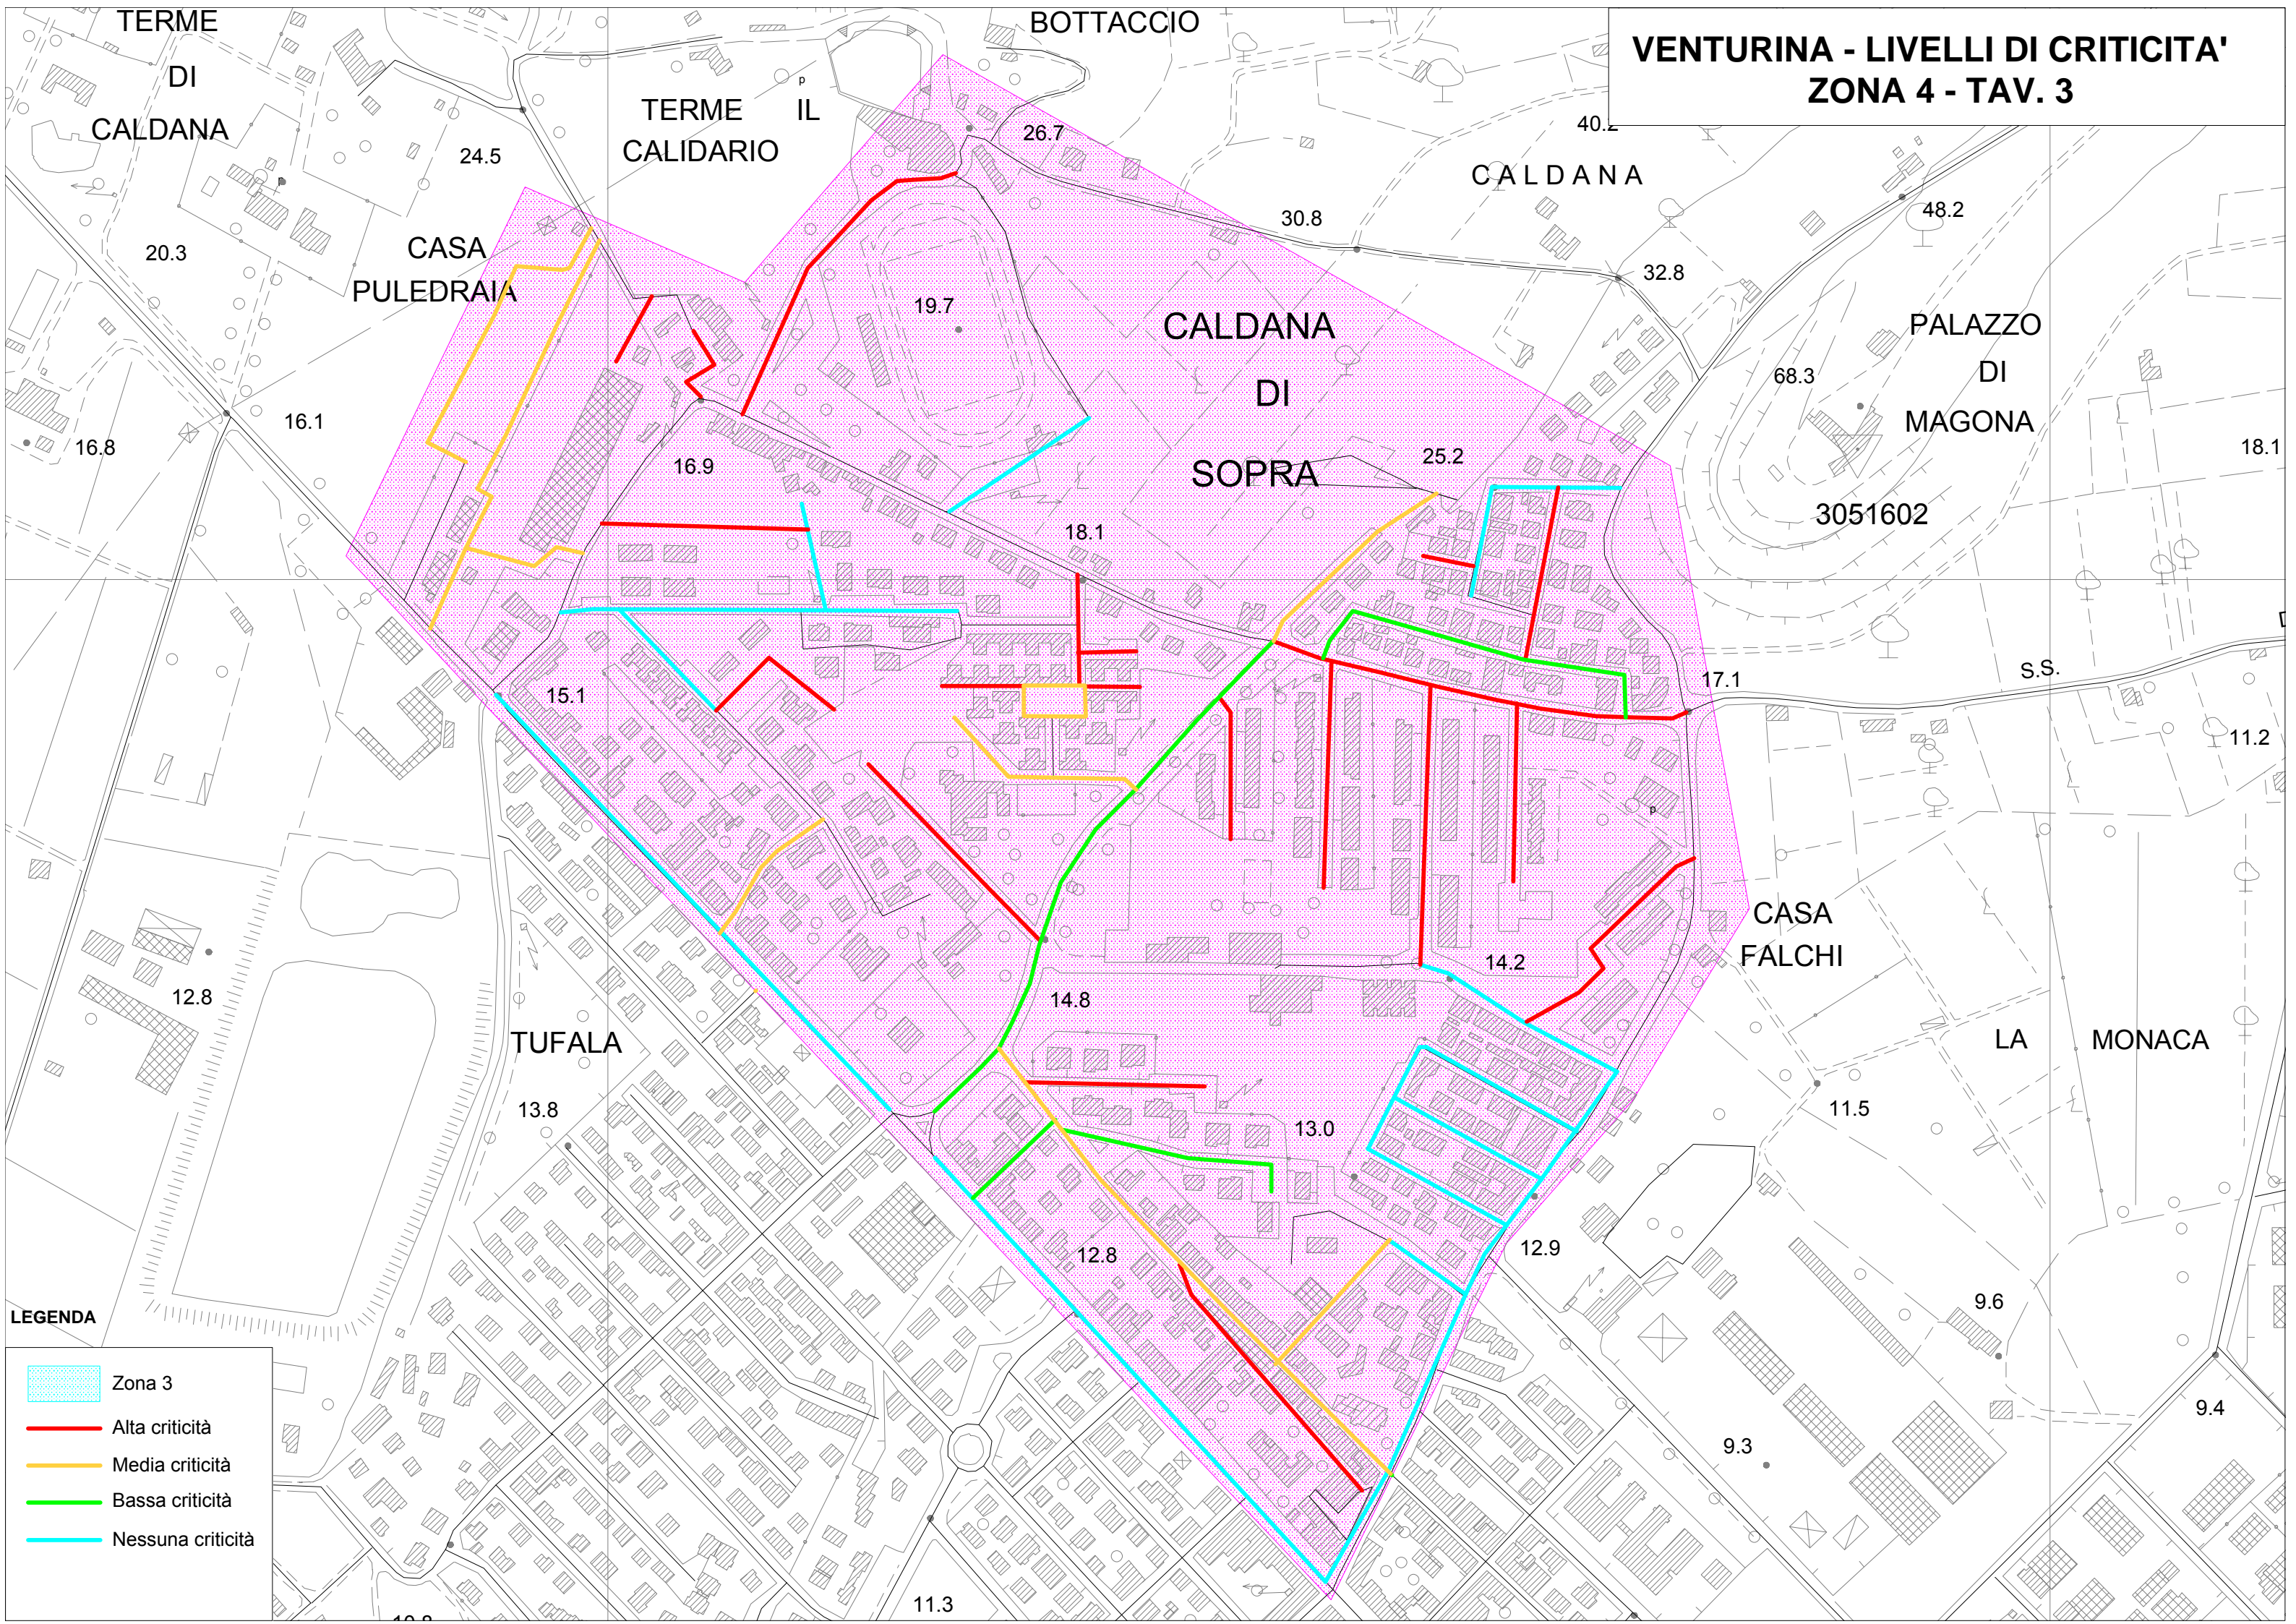 VENTURINA - LIVELLI DI CRITICITA'
ZONA 4 - TAV. 3
TERME
DI
CALDANA
BOTTACCIO
TERME IL
CALIDARIO
p
26.7
40.2
24.5
CALDANA
30.8
48.2
20.3
CASA
PULEDRAIA
32.8
19.7
CALDANA
DI
SOPRA
PALAZZO
DI
MAGONA
68.3
16.1
16.8
16.9
25.2
18.1
3051602
18.1
S.S.
17.1
15.1
11.2
p
CASA
FALCHI
14.2
12.8
14.8
TUFALA
LA MONACA
13.8
13.0
11.5
12.8
12.9
9.6
9.4
9.3
11.3
LEGENDA
Zona 3
Alta criticità
Media criticità
Bassa criticità
Nessuna criticità